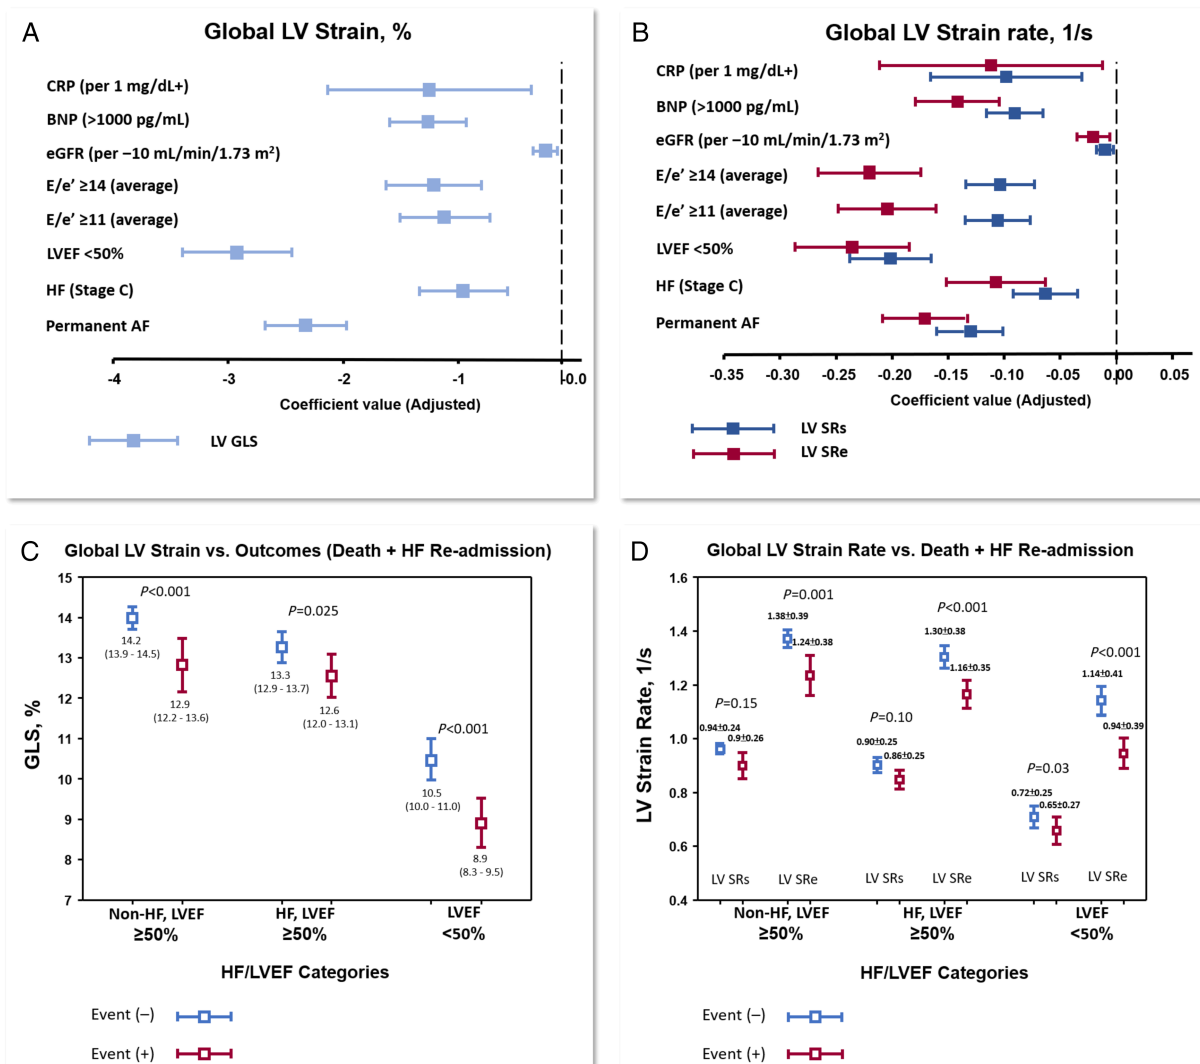 A
Global LV Strain, %
CRP (per 1 mg/dL+)
BNP (>1000 pg/mL)
eGFR (per –10 mL/min/1.73 m²)
E/e’ ≥14 (average)
E/e’ ≥11 (average)
LVEF <50%
HF (Stage C)
Permanent AF
-4 -3 -2 -1 -0.0
Coefficient value (Adjusted)
LV GLS
B
Global LV Strain rate, 1/s
CRP (per 1 mg/dL+)
BNP (>1000 pg/mL)
eGFR (per –10 mL/min/1.73 m²)
E/e’ ≥14 (average)
E/e’ ≥11 (average)
LVEF <50%
HF (Stage C)
Permanent AF
-0.35 -0.30 -0.25 -0.20 -0.15 -0.10 -0.05 0.00 0.05
Coefficient value (Adjusted)
LV SRs
LV SRe
C
Global LV Strain vs. Outcomes (Death + HF Re-admission)
GLS, %
15
14
13
12
11
10
9
8
7
P<0.001
14.2
(13.9 - 14.5)
12.9
(12.2 - 13.6)
P=0.025
13.3
(12.9 - 13.7)
12.6
(12.0 - 13.1)
P<0.001
10.5
(10.0 - 11.0)
8.9
(8.3 - 9.5)
Non-HF, LVEF
≥50%
HF, LVEF
≥50%
LVEF
<50%
HF/LVEF Categories
Event (–)
Event (+)
D
Global LV Strain Rate vs. Death + HF Re-admission
LV Strain Rate, 1/s
1.6
1.4
1.2
1.0
0.8
0.6
0.4
P=0.15
0.94±0.24
0.9±0.26
P=0.001
1.38±0.39
1.24±0.38
P=0.10
0.90±0.25
0.86±0.25
P<0.001
1.30±0.38
1.16±0.35
P=0.03
0.72±0.25
0.65±0.27
P<0.001
1.14±0.41
0.94±0.39
LV SRs LV SRe LV SRs LV SRe LV SRs LV SRe
Non-HF, LVEF
≥50%
HF, LVEF
≥50%
LVEF
<50%
HF/LVEF Categories
Event (–)
Event (+)